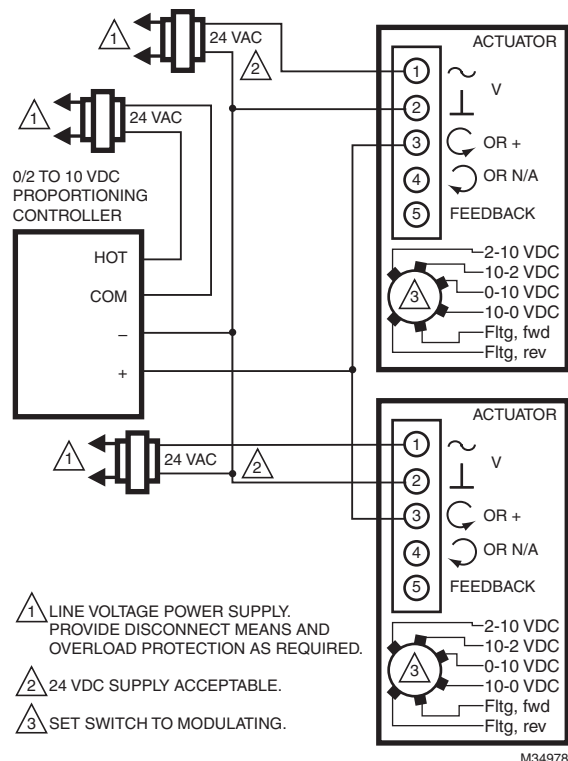 1
24 VAC
2
1
24 VAC
0/2 TO 10 VDC
PROPORTIONING
CONTROLLER
HOT
COM
–
+
ACTUATOR
1
V
2
3 OR +
4 OR N/A
5 FEEDBACK
3
2-10 VDC
10-2 VDC
0-10 VDC
10-0 VDC
Fltg, fwd
Fltg, rev
1
24 VAC
2
ACTUATOR
1
V
2
3 OR +
4 OR N/A
5 FEEDBACK
3
2-10 VDC
10-2 VDC
0-10 VDC
10-0 VDC
Fltg, fwd
Fltg, rev
1 LINE VOLTAGE POWER SUPPLY.
PROVIDE DISCONNECT MEANS AND
OVERLOAD PROTECTION AS REQUIRED.
2 24 VDC SUPPLY ACCEPTABLE.
3 SET SWITCH TO MODULATING.
M34978